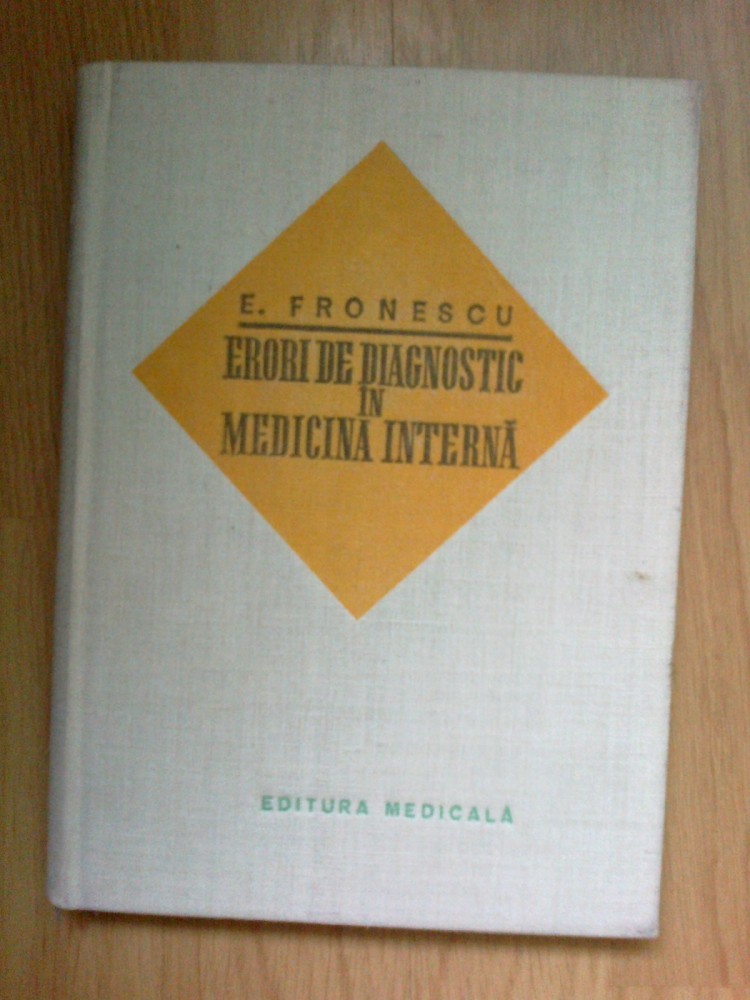 E. FRONESCU
ERORI DE DIAGNOSTIC
ÎN
MEDICINA INTERNĂ
EDITURA MEDICALĂ